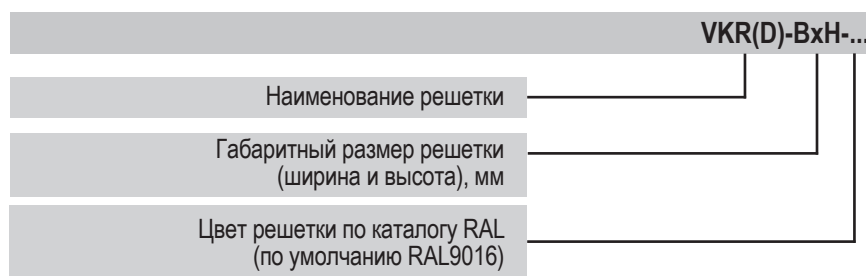 VKR(D)-BxH-...
Наименование решетки
Габаритный размер решетки
(ширина и высота), мм
Цвет решетки по каталогу RAL
(по умолчанию RAL9016)